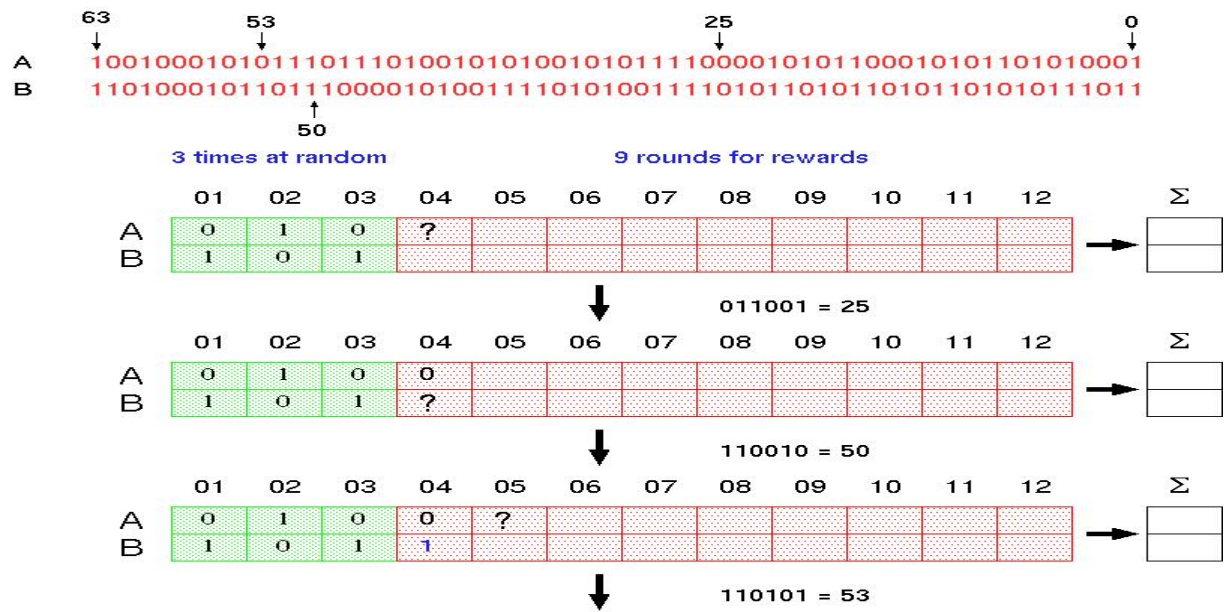 63 53 25 0
A 1001000101011101110100101010010101111000010101100010101101010001
B 1101000101101110000101001111010100111101011010110101101010111011
50
3 times at random 9 rounds for rewards
01 02 03 04 05 06 07 08 09 10 11 12 Σ
A 0 1 0 ?
B 1 0 1
011001 = 25
01 02 03 04 05 06 07 08 09 10 11 12 Σ
A 0 1 0 0
B 1 0 1 ?
110010 = 50
01 02 03 04 05 06 07 08 09 10 11 12 Σ
A 0 1 0 0 ?
B 1 0 1 1
110101 = 53